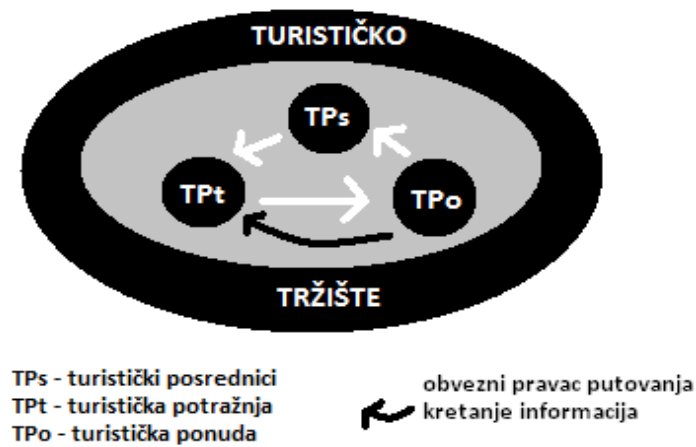 TURISTIČKO
TPs
TPt
TPo
TRŽIŠTE
TPs - turistički posrednici
TPt - turistička potražnja
TPo - turistička ponuda
obvezni pravac putovanja
kretanje informacija